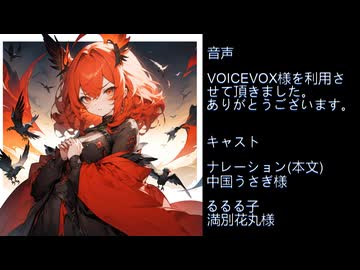 音声
VOICEVOX様を利用さ
せて頂きました。
ありがとうございます。
キャスト
ナレーション(本文)
中国うさぎ様
るるる子
満別花丸様